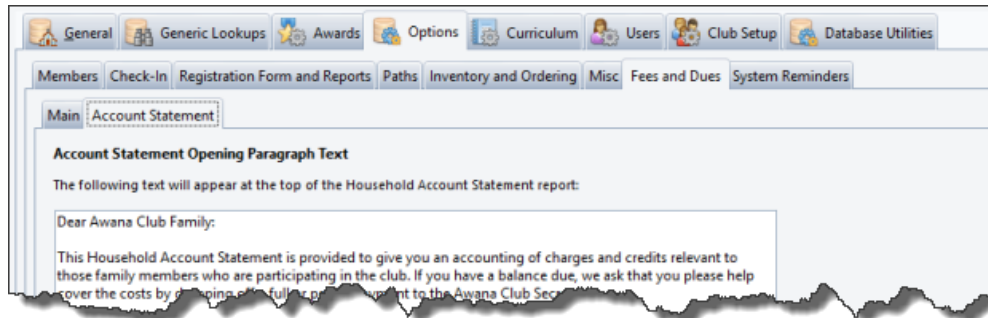 General Generic Lookups Awards Options Curriculum Users Club Setup Database Utilities
Members Check-In Registration Form and Reports Paths Inventory and Ordering Misc Fees and Dues System Reminders
Main Account Statement
Account Statement Opening Paragraph Text
The following text will appear at the top of the Household Account Statement report:
Dear Awana Club Family:
This Household Account Statement is provided to give you an accounting of charges and credits relevant to
those family members who are participating in the club. If you have a balance due, we ask that you please help
cover the costs by to the Awana Club